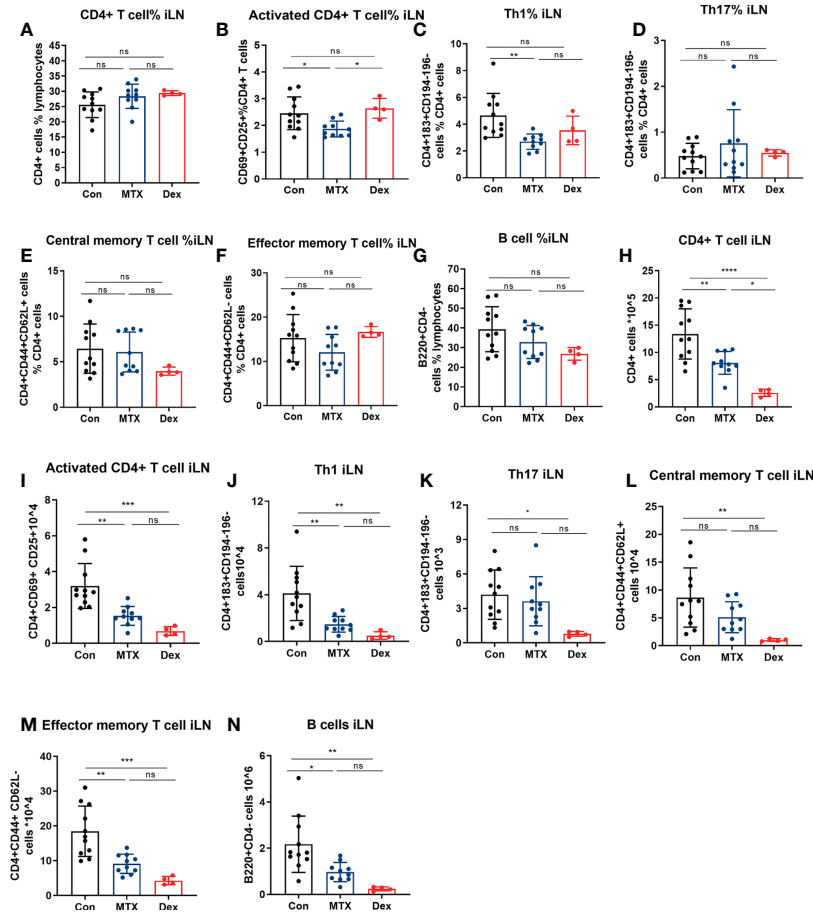 A
CD4+ T cell% iLN
CD4+ cells % lymphocytes
50
45
40
35
30
25
20
15
10
5
0
ns
ns
ns
Con
MTX
Dex
B
Activated CD4+ T cell% iLN
CD69+CD25+%CD4+ T cells
6
5
4
3
2
1
0
ns
*
*
Con
MTX
Dex
C
Th1% iLN
CD4+183+CD194-196-
cells % CD4+ cells
10
8
6
4
2
0
ns
**
ns
Con
MTX
Dex
D
Th17% iLN
CD4+183+CD194-196-
cells % CD4+ cells
3
2
1
0
ns
ns
ns
Con
MTX
Dex
E
Central memory T cell %iLN
CD4+CD44+CD62L+ cells
% CD4+ cells
15
10
5
0
ns
ns
ns
Con
MTX
Dex
F
Effector memory T cell% iLN
CD4+CD44+CD62L- cells
% CD4+ cells
30
20
10
0
ns
ns
ns
Con
MTX
Dex
G
B cell %iLN
B220+CD4-
cells % lymphocytes
70
60
50
40
30
20
10
0
ns
ns
ns
Con
MTX
Dex
H
CD4+ T cell iLN
CD4+ cells *10^5
25
20
15
10
5
0
****
**
*
Con
MTX
Dex
I
Activated CD4+ T cell iLN
CD4+CD69+ CD25+10^4
8
6
4
2
0
***
**
ns
Con
MTX
Dex
J
Th1 iLN
CD4+183+CD194-196-
cells10^4
12
8
4
0
**
**
ns
Con
MTX
Dex
K
Th17 iLN
CD4+183+CD194-196-
cells 10^3
12
9
6
3
0
*
ns
ns
Con
MTX
Dex
L
Central memory T cell iLN
CD4+CD44+CD62L+
cells 10^4
25
20
15
10
5
0
**
ns
ns
Con
MTX
Dex
M
Effector memory T cell iLN
CD4+CD44+ CD62L-
cells *10^4
40
30
20
10
0
***
**
ns
Con
MTX
Dex
N
B cells iLN
B220+CD4- cells 10^6
6
4
2
0
**
*
ns
Con
MTX
Dex